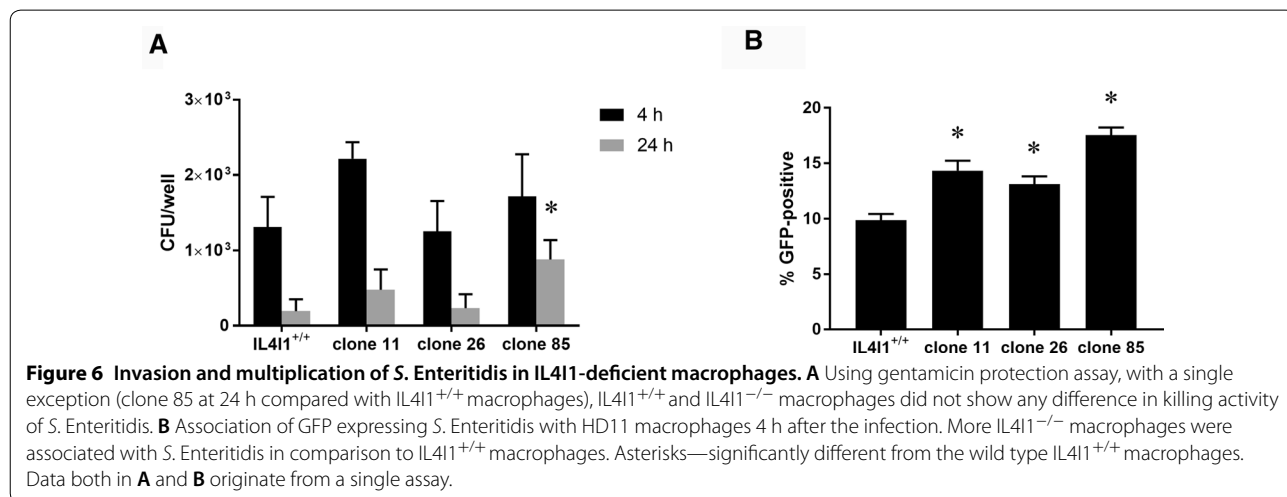 A
B
3×10³
2×10³
1×10³
0
CFU/well
4 h
24 h
*
IL4I1+/+ clone 11 clone 26 clone 85
20
15
10
5
0
% GFP-positive
* * *
IL4I1+/+ clone 11 clone 26 clone 85
Figure 6 Invasion and multiplication of S. Enteritidis in IL4I1-deficient macrophages. A Using gentamicin protection assay, with a single
exception (clone 85 at 24 h compared with IL4I1+/+ macrophages), IL4I1+/+ and IL4I1−/− macrophages did not show any difference in killing activity
of S. Enteritidis. B Association of GFP expressing S. Enteritidis with HD11 macrophages 4 h after the infection. More IL4I1−/− macrophages were
associated with S. Enteritidis in comparison to IL4I1+/+ macrophages. Asterisks—significantly different from the wild type IL4I1+/+ macrophages.
Data both in A and B originate from a single assay.